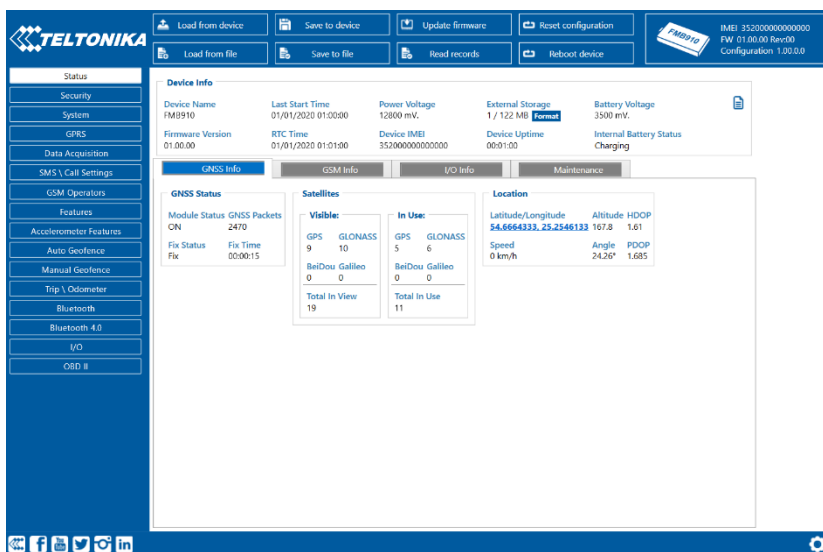 TELTONIKA
Load from device
Save to device
Update firmware
Reset configuration
Load from file
Save to file
Read records
Reboot device
FMB910
IMEI 352000000000000
FW 01.00.00 Rev:00
Configuration 1.00.0.0
Status
Security
System
GPRS
Data Acquisition
SMS \ Call Settings
GSM Operators
Features
Accelerometer Features
Auto Geofence
Manual Geofence
Trip \ Odometer
Bluetooth
Bluetooth 4.0
I/O
OBD II
Device Info
Device Name Last Start Time Power Voltage External Storage Battery Voltage
FMB910 01/01/2020 01:00:00 12800 mV. 1 / 122 MB Format 3500 mV.
Firmware Version RTC Time Device IMEI Device Uptime Internal Battery Status
01.00.00 01/01/2020 01:01:00 352000000000000 00:01:00 Charging
GNSS Info GSM Info I/O Info Maintenance
GNSS Status
Module Status GNSS Packets
ON 2470
Fix Status Fix Time
Fix 00:00:15
Satellites
Visible:
GPS GLONASS
9 10
BeiDou Galileo
0 0
Total In View
19
In Use:
GPS GLONASS
5 6
BeiDou Galileo
0 0
Total In Use
11
Location
Latitude/Longitude Altitude HDOP
54.6664333, 25.2546133 167.8 1.61
Speed Angle PDOP
0 km/h 24.26° 1.685